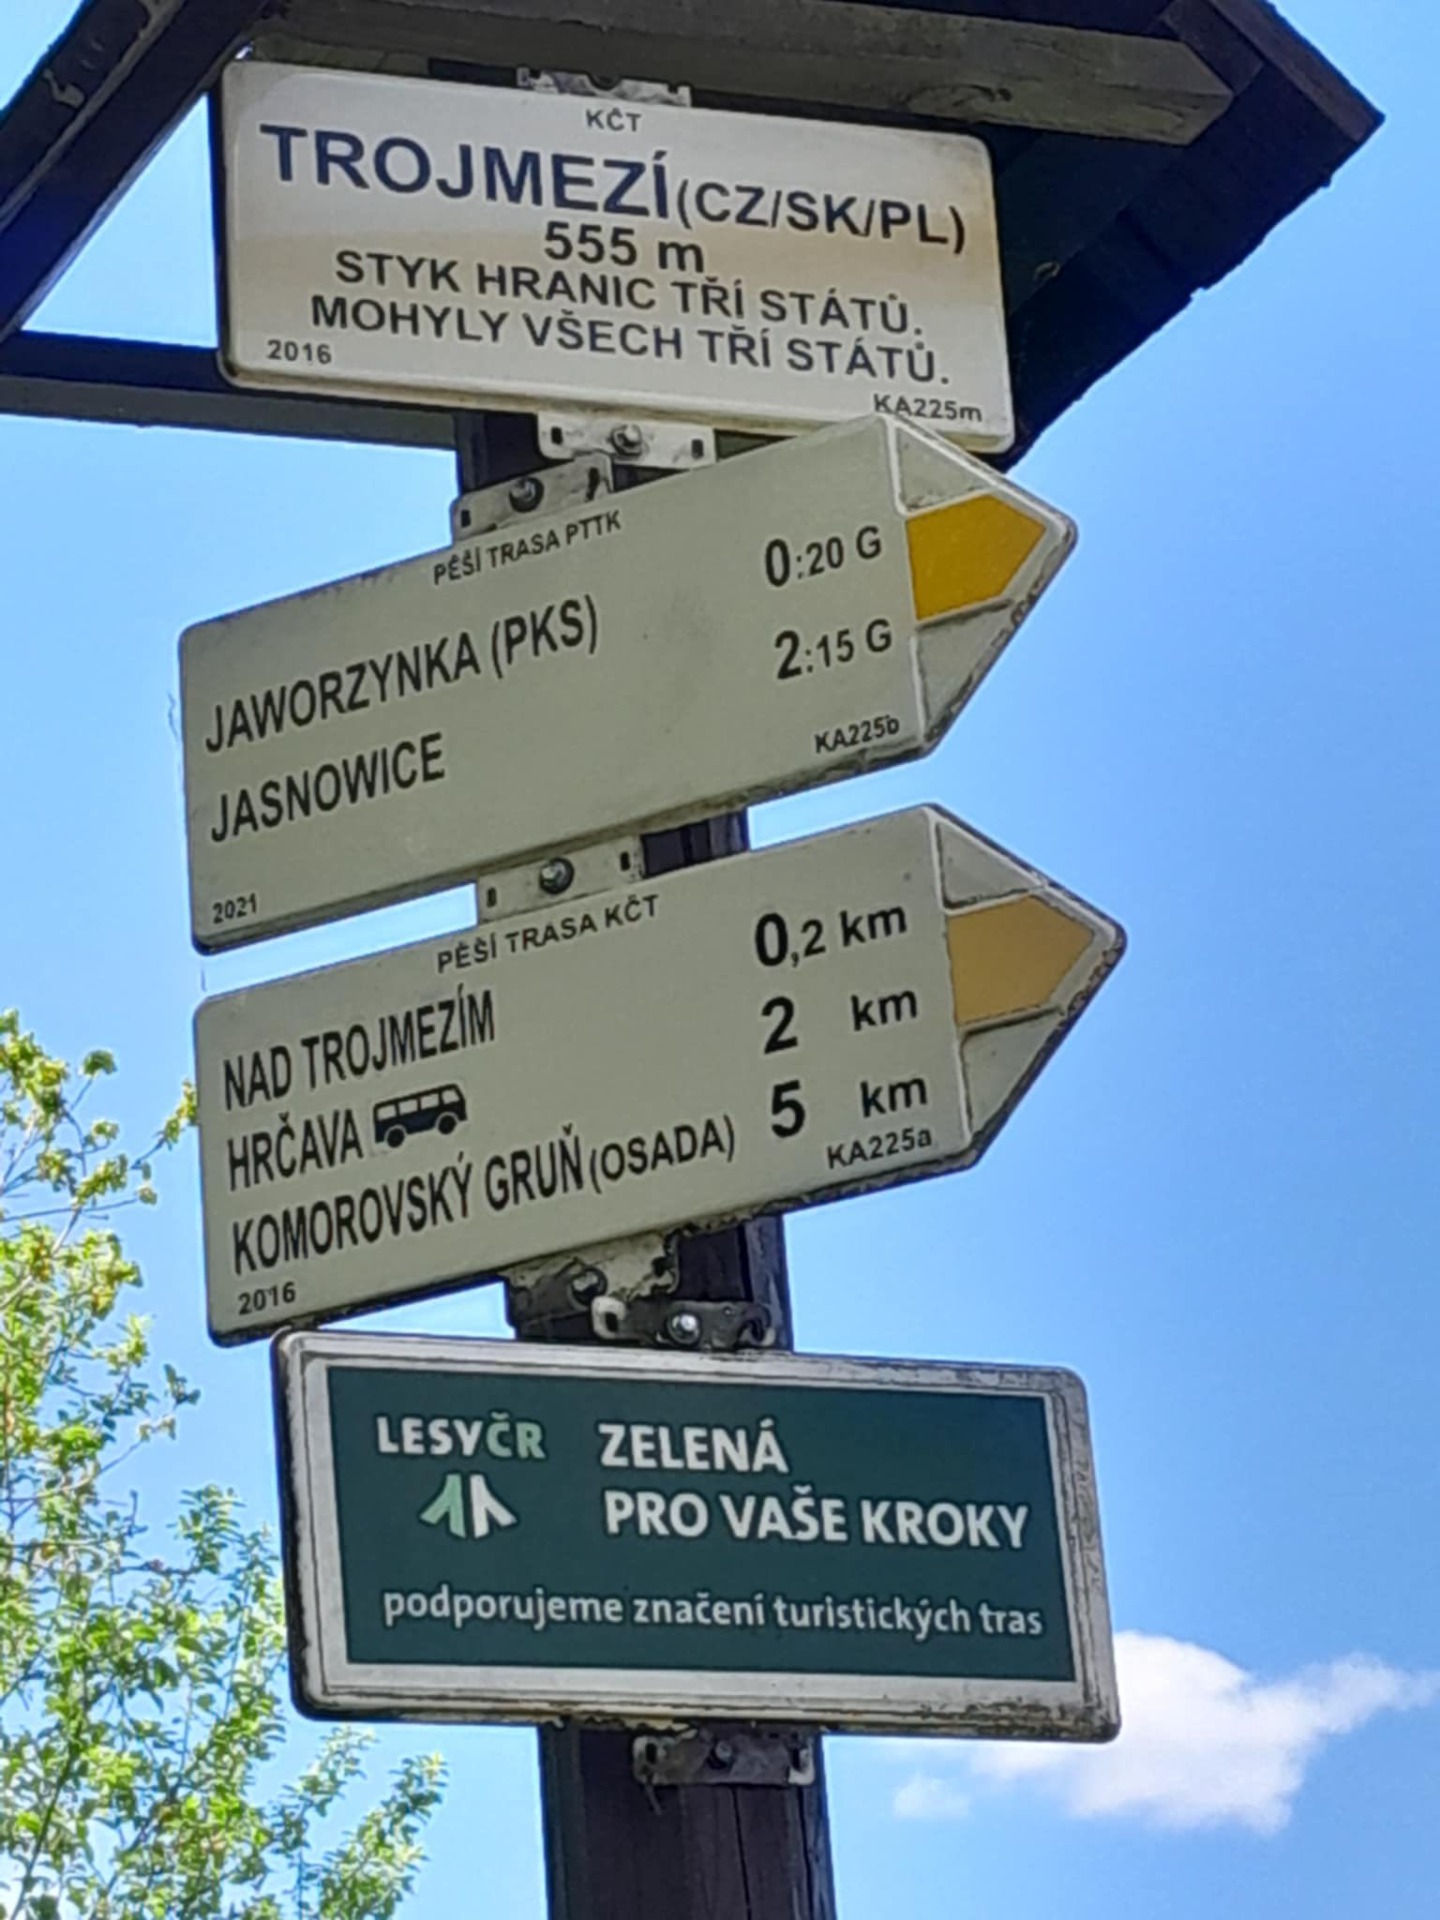 KČT
TROJMEZÍ (CZ/SK/PL)
555 m
STYK HRANIC TŘÍ STÁTŮ.
MOHYLY VŠECH TŘÍ STÁTŮ.
2016 KA225m
PĚŠÍ TRASA PTTK
JAWORZYNKA (PKS) 0:20 G
JASNOWICE 2:15 G
2021 KA225b
PĚŠÍ TRASA KČT
NAD TROJMEZÍM 0,2 km
HRČAVA 2 km
KOMOROVSKÝ GRUŇ (OSADA) 5 km
2016 KA225a
LESYČR ZELENÁ
PRO VAŠE KROKY
podporujeme značení turistických tras